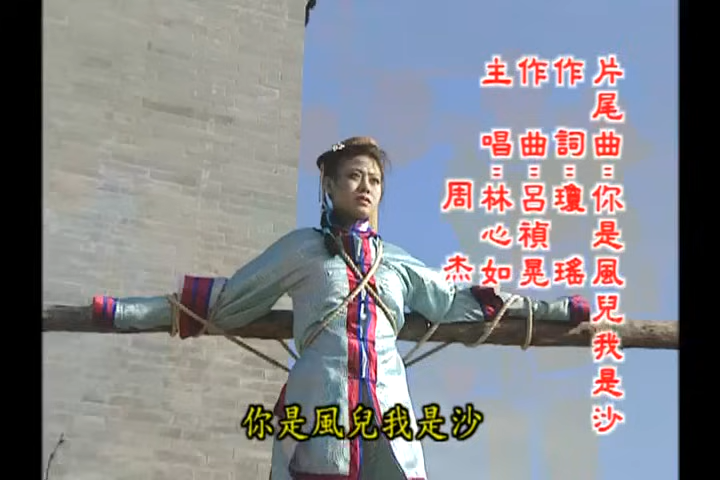 片尾曲:你是風兒我是沙
作詞:瓊瑤
作曲:呂禎晃
主唱:林心如
周杰
你是風兒我是沙